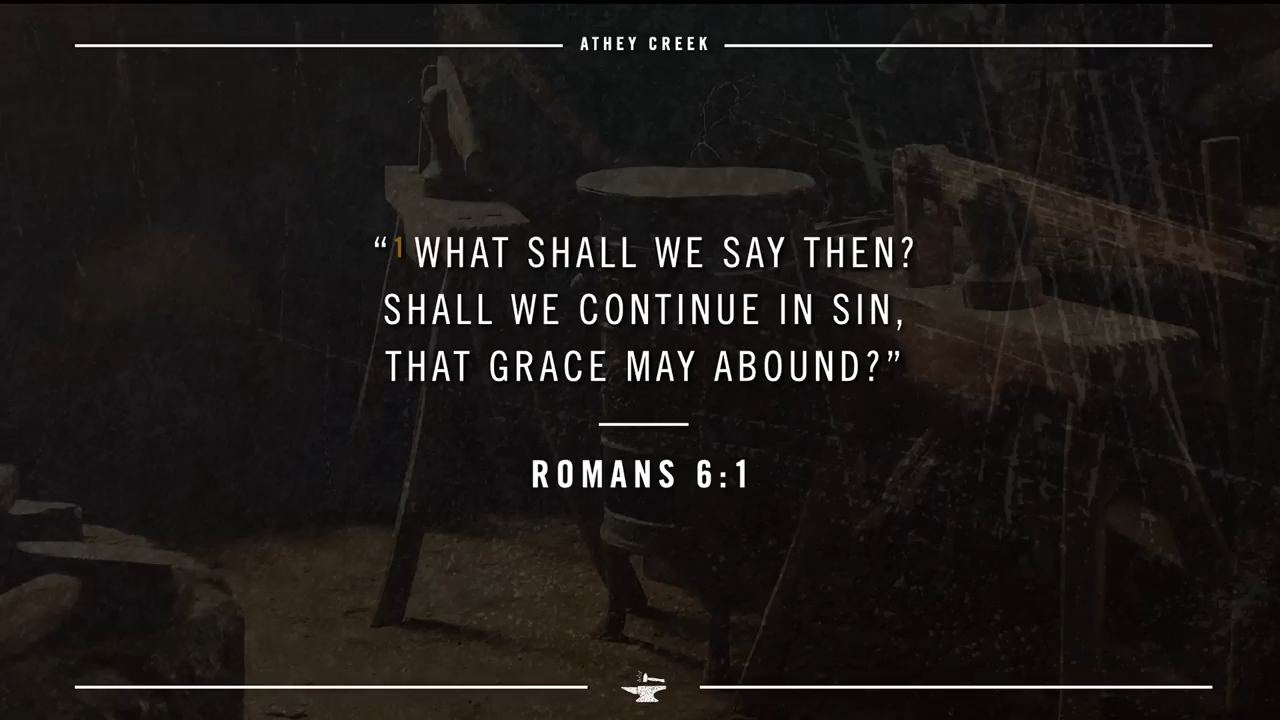 ATHEY CREEK
“1 WHAT SHALL WE SAY THEN?
SHALL WE CONTINUE IN SIN,
THAT GRACE MAY ABOUND?”
ROMANS 6:1